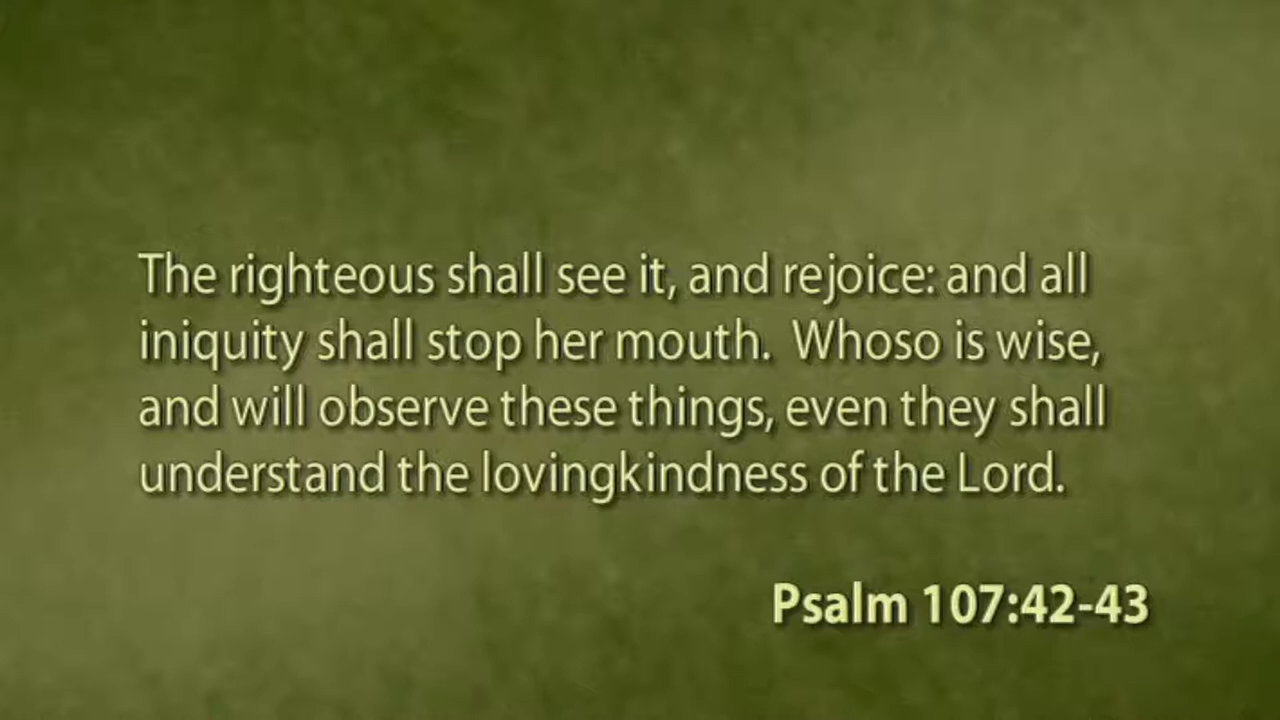 The righteous shall see it, and rejoice: and all
iniquity shall stop her mouth.  Whoso is wise,
and will observe these things, even they shall
understand the lovingkindness of the Lord.
Psalm 107:42-43